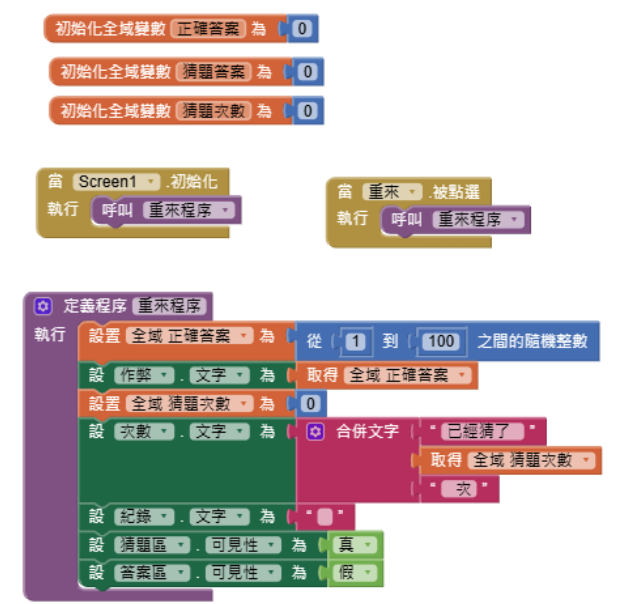 初始化全域變數 正確答案 為 0
初始化全域變數 猜題答案 為 0
初始化全域變數 猜題次數 為 0
當 Screen1 .初始化
執行 呼叫 重來程序
當 重來 .被點選
執行 呼叫 重來程序
定義程序 重來程序
執行 設置 全域 正確答案 為 從 1 到 100 之間的隨機整數
設 作弊 . 文字 為 取得 全域 正確答案
設置 全域 猜題次數 為 0
設 次數 . 文字 為 合併文字 " 已經猜了 "
取得 全域 猜題次數
" 次 "
設 紀錄 . 文字 為 " "
設 猜題區 . 可見性 為 真
設 答案區 . 可見性 為 假